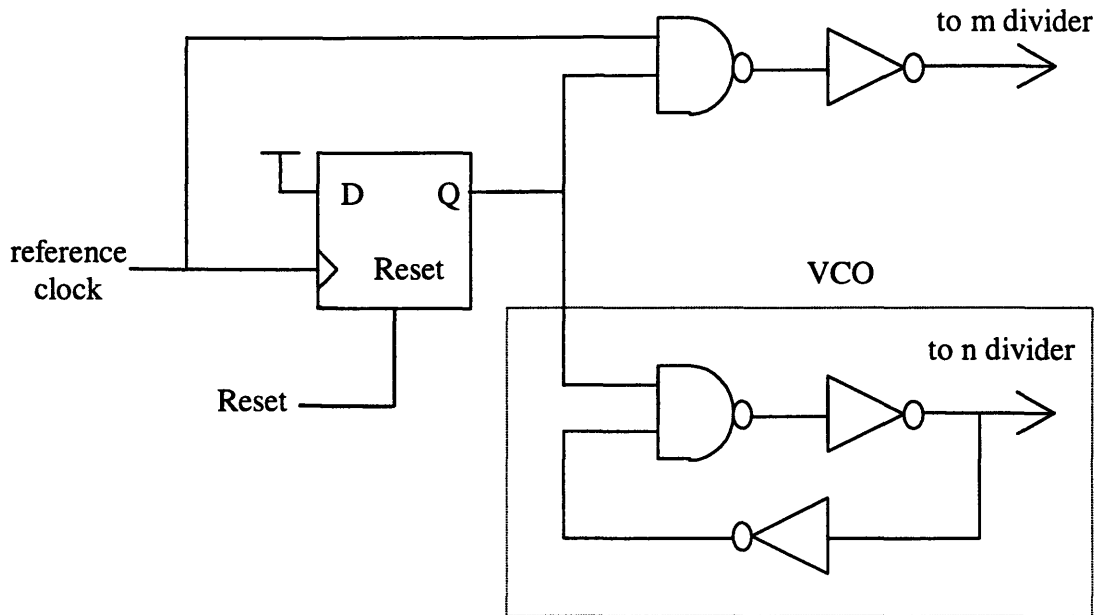 to m divider
D Q
reference
clock
Reset
VCO
to n divider
Reset